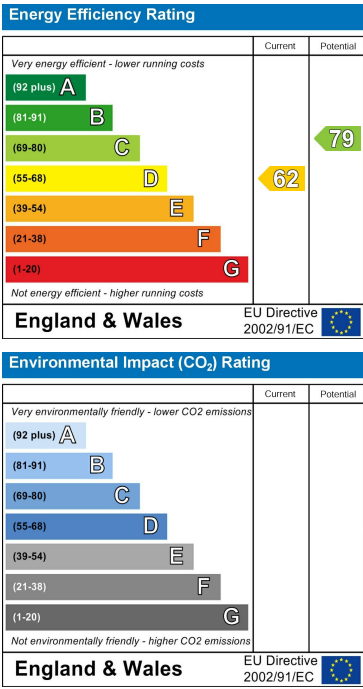 Energy Efficiency Rating
Current Potential
Very energy efficient - lower running costs
(92 plus) A
(81-91) B
(69-80) C
79
(55-68) D
62
(39-54) E
(21-38) F
(1-20) G
Not energy efficient - higher running costs
England & Wales
EU Directive
2002/91/EC
Environmental Impact (CO₂) Rating
Current Potential
Very environmentally friendly - lower CO2 emissions
(92 plus) A
(81-91) B
(69-80) C
(55-68) D
(39-54) E
(21-38) F
(1-20) G
Not environmentally friendly - higher CO2 emissions
England & Wales
EU Directive
2002/91/EC